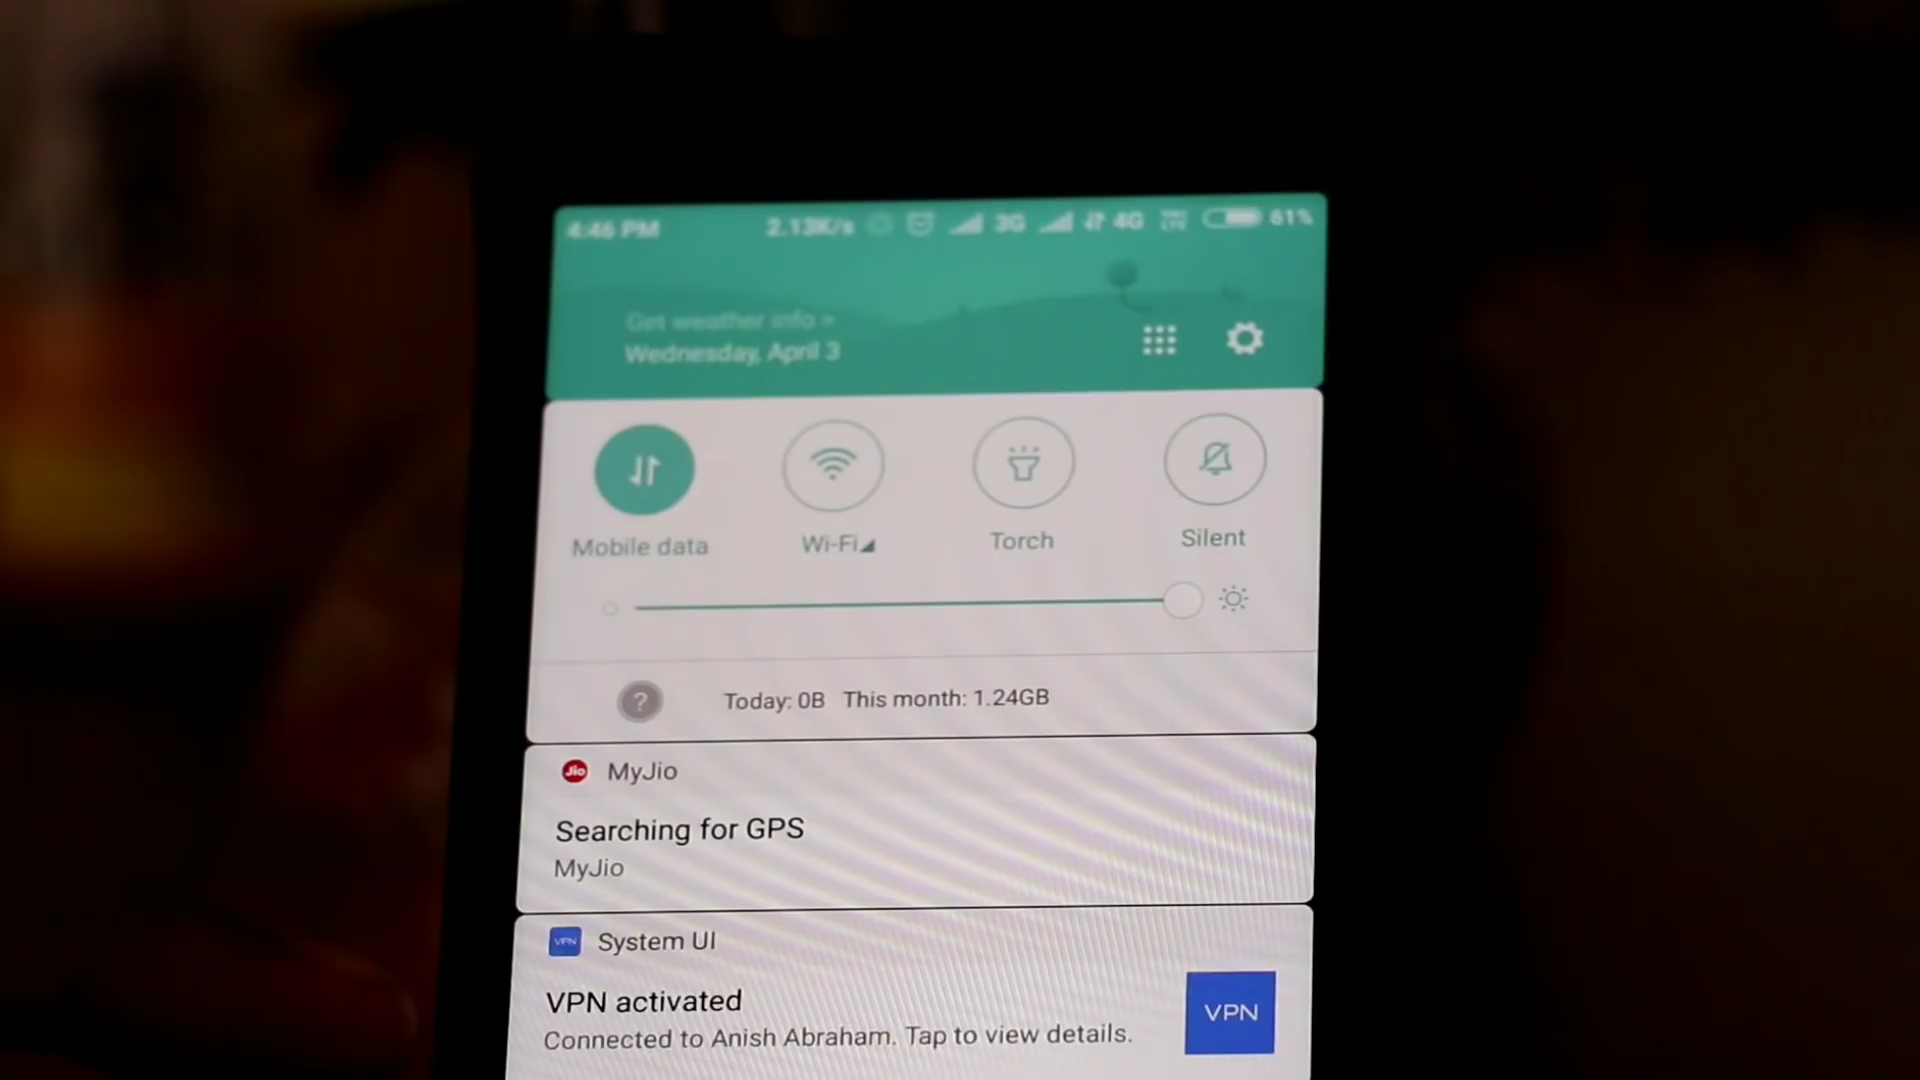 4:46 PM 2.13K/s 3G 4G 61%
Get weather info >
Wednesday, April 3
Mobile data Wi-Fi Torch Silent
? Today: 0B This month: 1.24GB
Jio MyJio
Searching for GPS
MyJio
VPN System UI
VPN activated
VPN
Connected to Anish Abraham. Tap to view details.